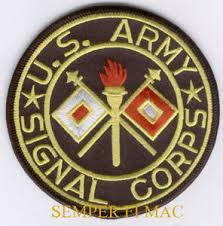 U.S. ARMY
SIGNAL CORPS
SEMPER FI MAC